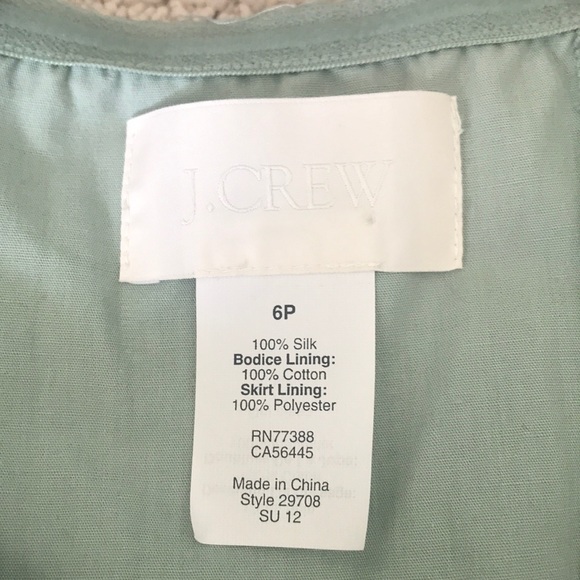 J.CREW
6P
100% Silk
Bodice Lining:
100% Cotton
Skirt Lining:
100% Polyester
RN77388
CA56445
Made in China
Style 29708
SU 12